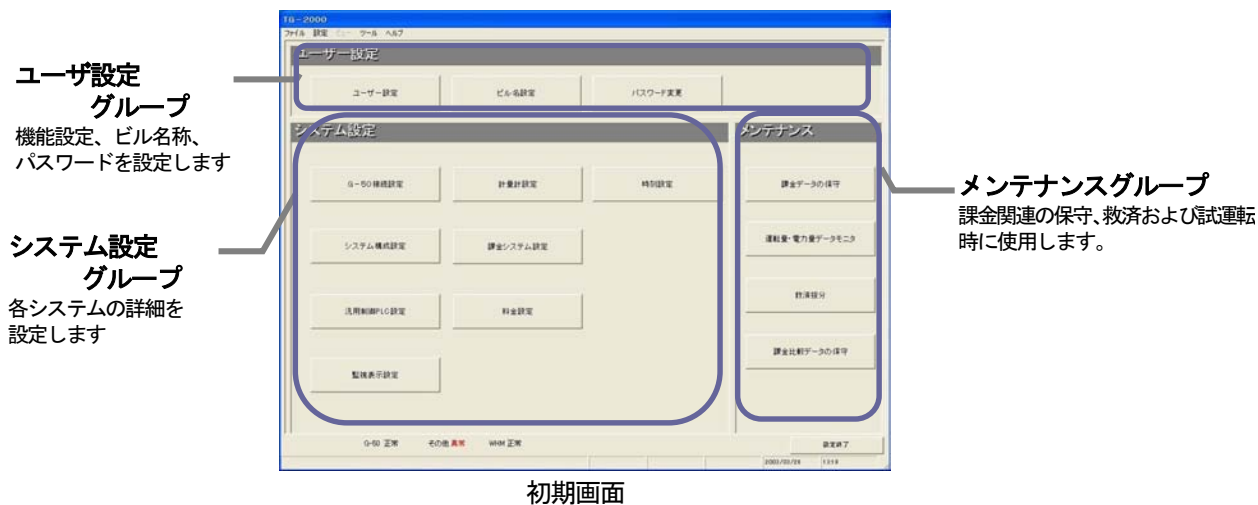 TG-2000
ファイル 設定 ビュー ツール ヘルプ
ユーザー設定
ユーザー設定 ビル名設定 パスワード変更
ユーザ設定
グループ
機能設定、ビル名称、
パスワードを設定します
システム設定
G-50接続設定 計量計設定 時刻設定
システム構成設定 課金システム設定
汎用制御PLC設定 料金設定
監視表示設定
システム設定
グループ
各システムの詳細を
設定します
メンテナンス
課金データの保守
運転量・電力量データモニタ
救済按分
課金比較データの保守
メンテナンスグループ
課金関連の保守、救済および試運転
時に使用します。
G-50 正常 その他 異常 WHM 正常
設定終了
初期画面